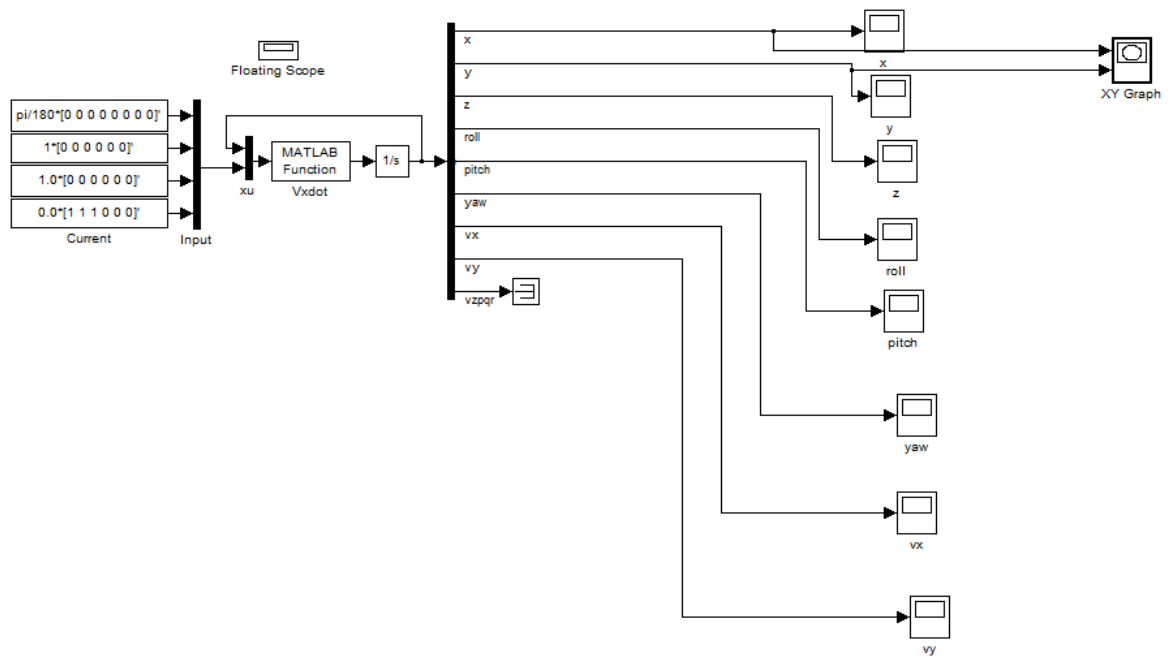 Floating Scope
pi/180*[0 0 0 0 0 0 0 0]'
1*[0 0 0 0 0 0]'
1.0*[0 0 0 0 0 0]'
0.0*[1 1 1 0 0 0]'
Current
Input
xu
MATLAB
Function
Vxdot
1/s
x
y
z
roll
pitch
yaw
vx
vy
vzpqr
x
XY Graph
y
z
roll
pitch
yaw
vx
vy